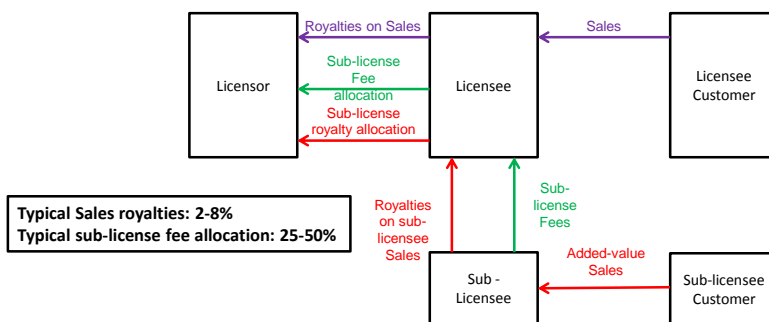 Royalties on Sales
Sales
Sub-license
Fee
allocation
Sub-license
royalty allocation
Licensor
Licensee
Licensee
Customer
Typical Sales royalties: 2-8%
Typical sub-license fee allocation: 25-50%
Royalties
on sub-
licensee
Sales
Sub-
license
Fees
Added-value
Sales
Sub -
Licensee
Sub-licensee
Customer